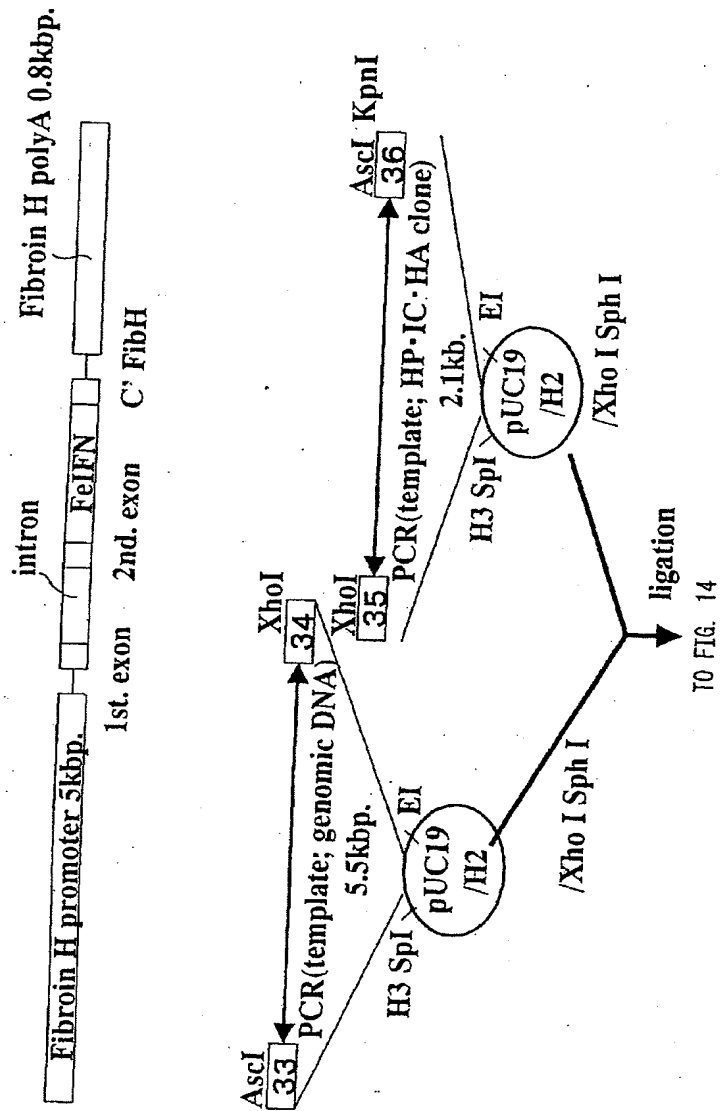 Fibroin H polyA 0.8kbp.
intron
Fibroin H promoter 5kbp.
FeIFN
1st. exon
2nd. exon
C' FibH
AscI
33
XhoI
34
PCR(template; genomic DNA)
5.5kbp.
H3 SpI
EI
pUC19
/H2
/Xho I Sph I
XhoI
35
AscI KpnI
36
PCR(template; HP·IC·HA clone)
2.1kb.
H3 SpI
EI
pUC19
/H2
/Xho I Sph I
ligation
TO FIG. 14